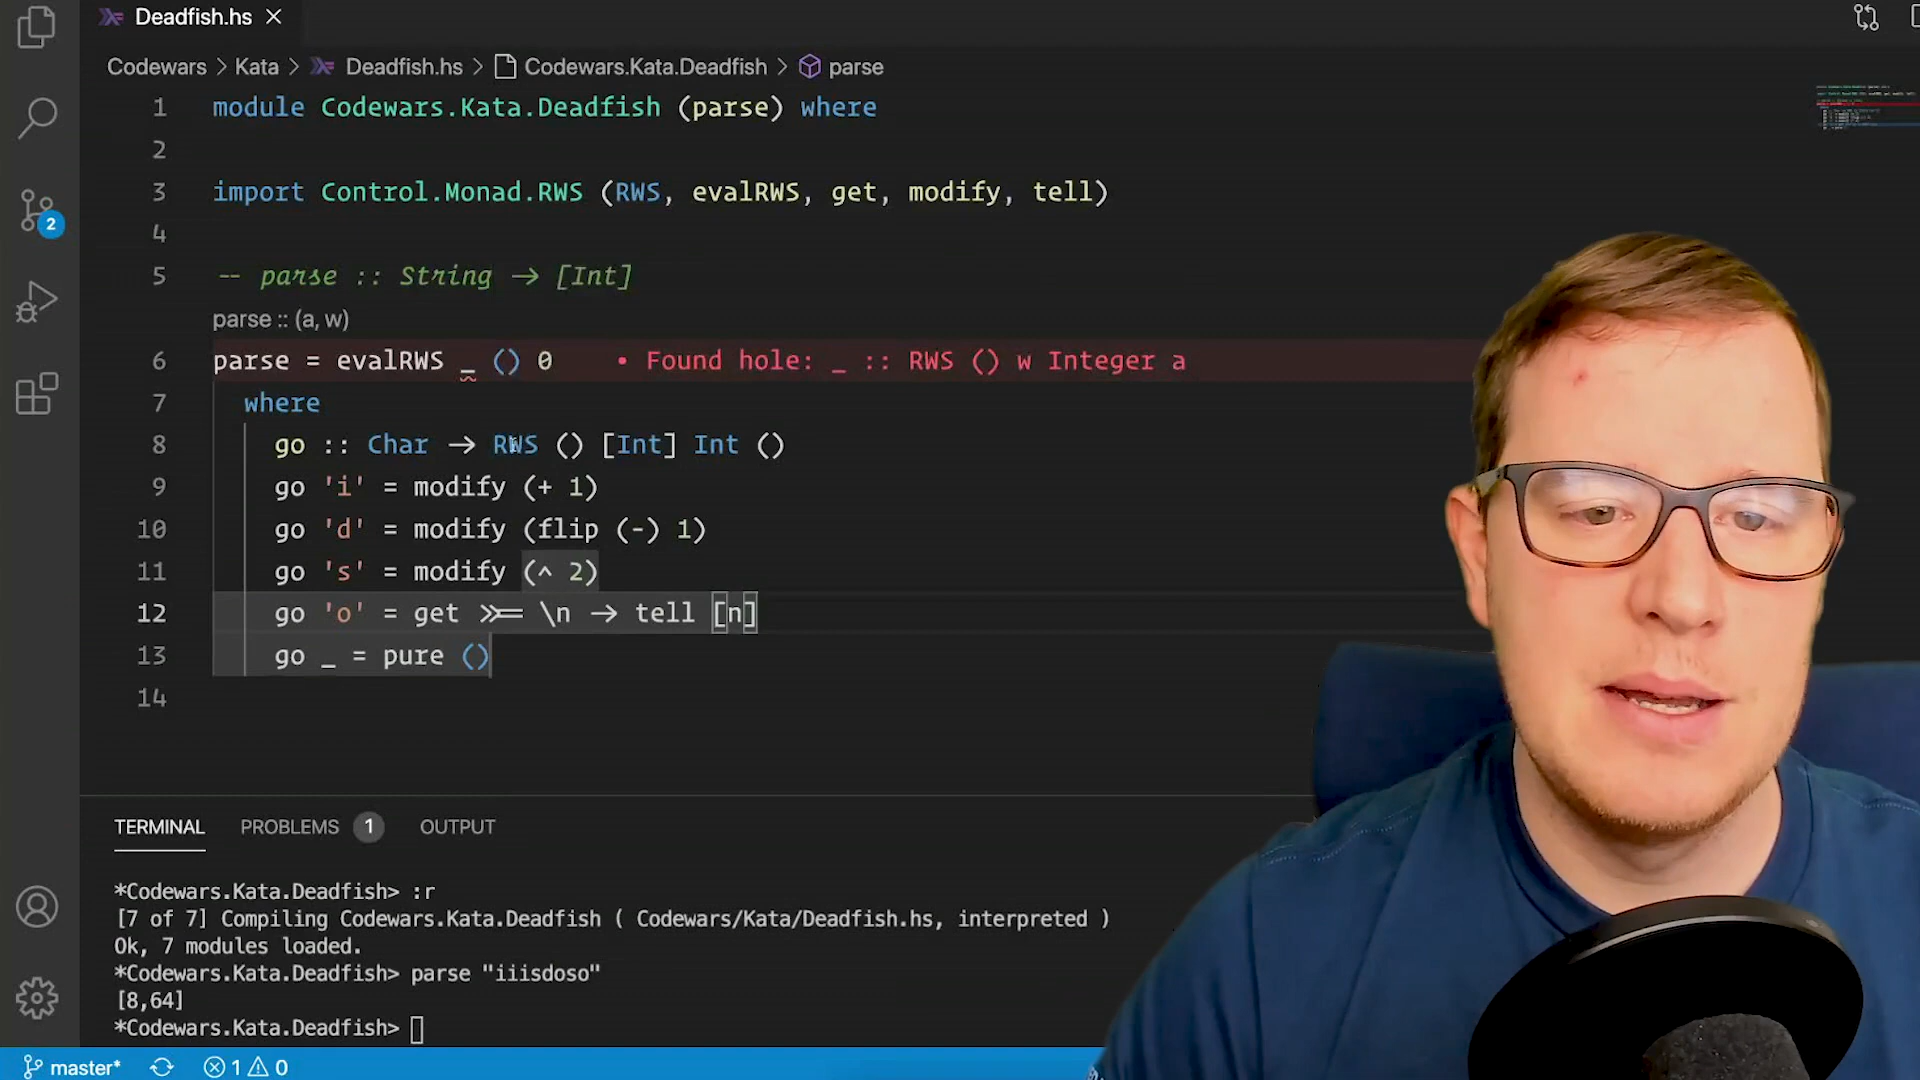 Deadfish.hs
Codewars > Kata > Deadfish.hs > Codewars.Kata.Deadfish > parse
1 module Codewars.Kata.Deadfish (parse) where
2
3 import Control.Monad.RWS (RWS, evalRWS, get, modify, tell)
4
5 -- parse :: String → [Int]
parse :: (a, w)
6 parse = evalRWS _ () 0 • Found hole: _ :: RWS () w Integer a
7 where
8 go :: Char → RWS () [Int] Int ()
9 go 'i' = modify (+ 1)
10 go 'd' = modify (flip (-) 1)
11 go 's' = modify (^ 2)
12 go 'o' = get >>= \n → tell [n]
13 go _ = pure ()
14
2
TERMINAL PROBLEMS 1 OUTPUT
*Codewars.Kata.Deadfish> :r
[7 of 7] Compiling Codewars.Kata.Deadfish ( Codewars/Kata/Deadfish.hs, interpreted )
Ok, 7 modules loaded.
*Codewars.Kata.Deadfish> parse "iiisdoso"
[8,64]
*Codewars.Kata.Deadfish>
master* 1 0